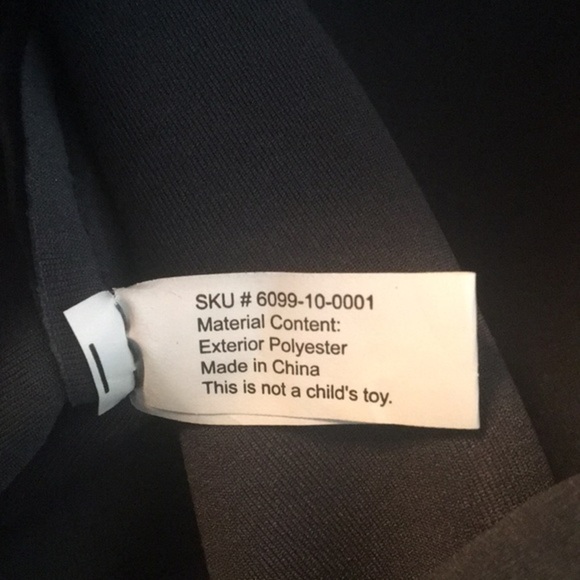 SKU # 6099-10-0001
Material Content:
Exterior Polyester
Made in China
This is not a child's toy.